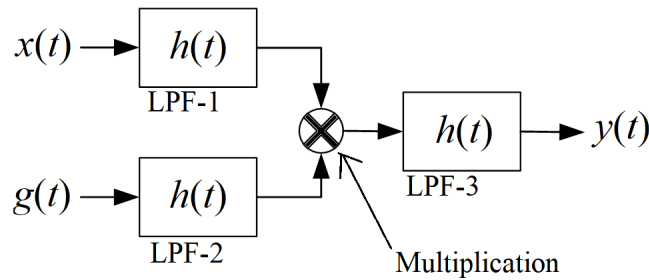 x(t)
h(t)
LPF-1
h(t)
y(t)
LPF-3
g(t)
h(t)
LPF-2
Multiplication